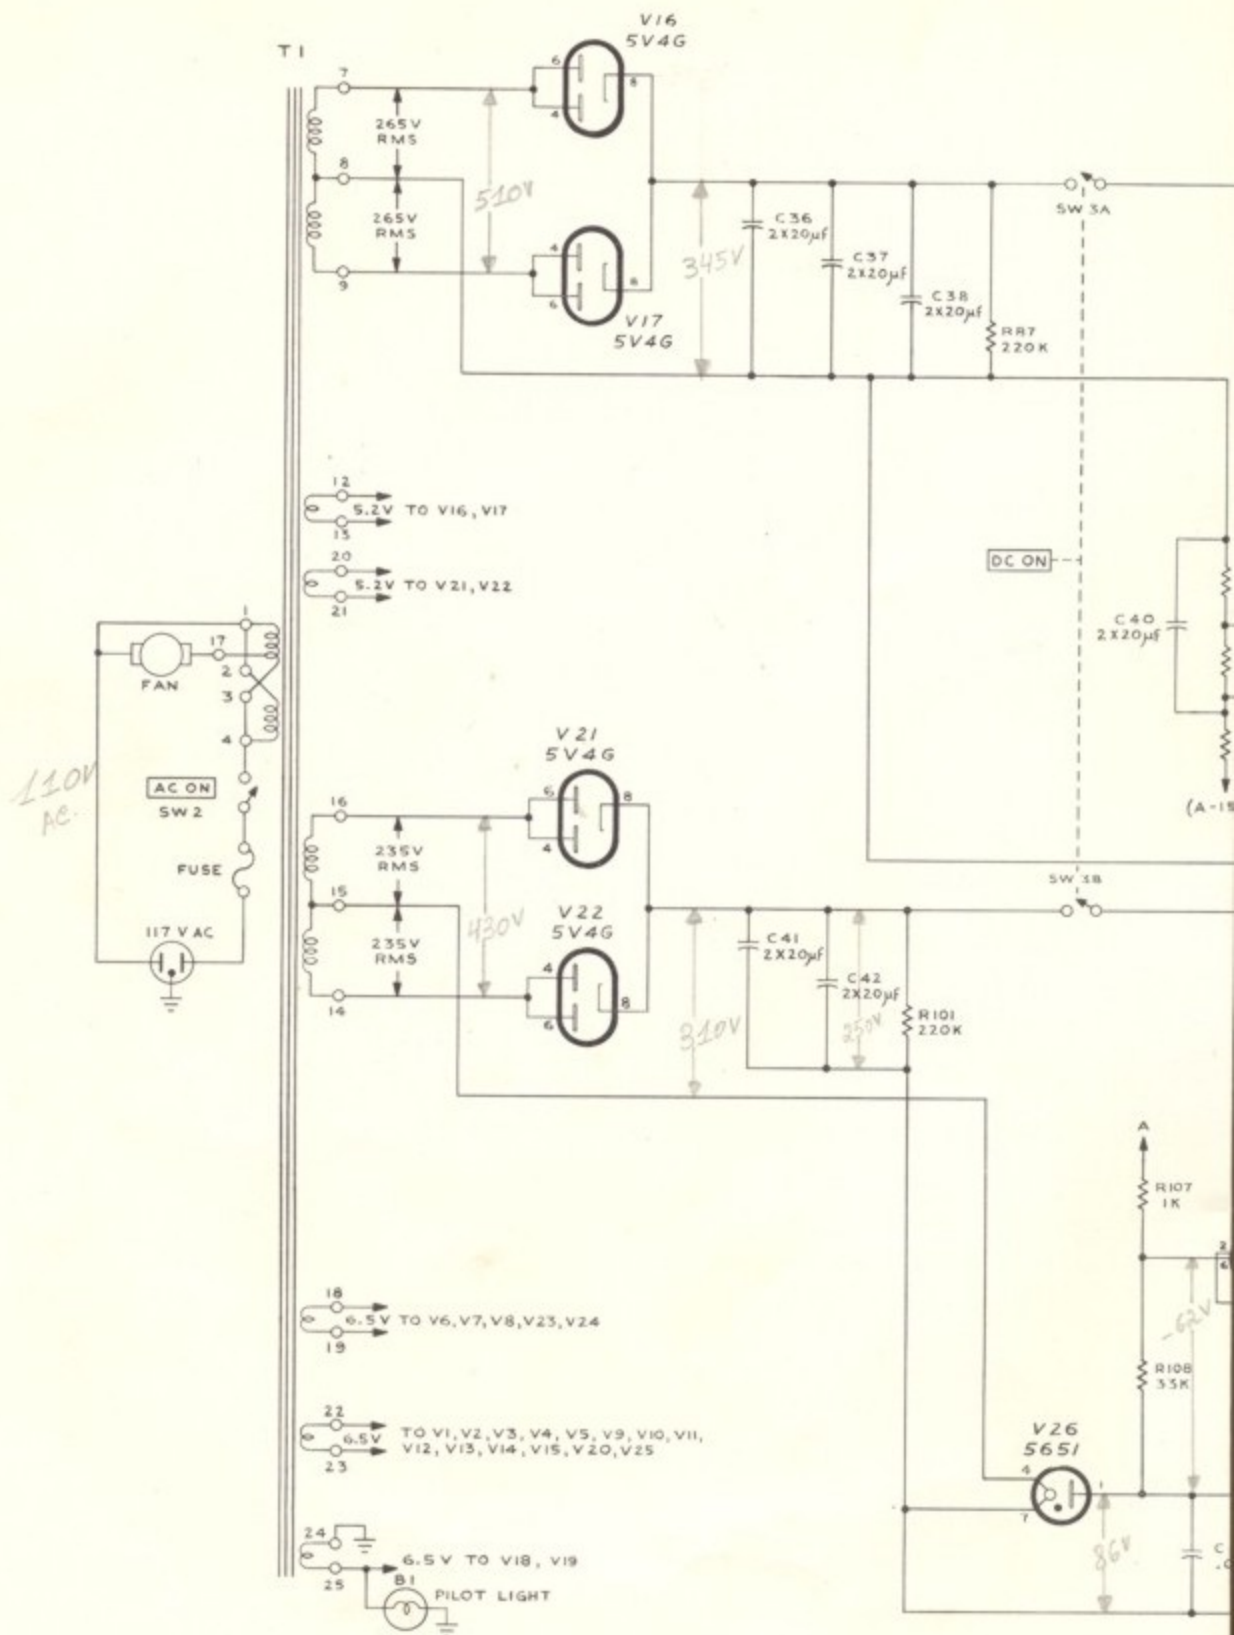 V16
5V4G
T1
7
6
8
4
265V
RMS
8
510V
265V
RMS
9
4
8
6
V17
5V4G
345V
C36
2X20µf
C37
2X20µf
C38
2X20µf
R87
220K
SW 3A
12
5.2V TO V16, V17
13
20
5.2V TO V21, V22
21
DC ON
C40
2X20µf
1
17
2
FAN
3
4
110V
AC.
AC ON
SW2
FUSE
117 V AC
V21
5V4G
16
6
8
4
235V
RMS
15
430V
235V
RMS
14
V22
5V4G
4
8
6
310V
C41
2X20µf
C42
2X20µf
250V
R101
220K
SW 3B
(A-15
A
R107
1K
2
6
-62V
R108
33K
18
6.5V TO V6, V7, V8, V23, V24
19
22
6.5V
TO V1, V2, V3, V4, V5, V9, V10, V11,
V12, V13, V14, V15, V20, V25
23
V26
5651
4
1
7
86V
C
24
6.5 V TO V18, V19
25
B1
PILOT LIGHT